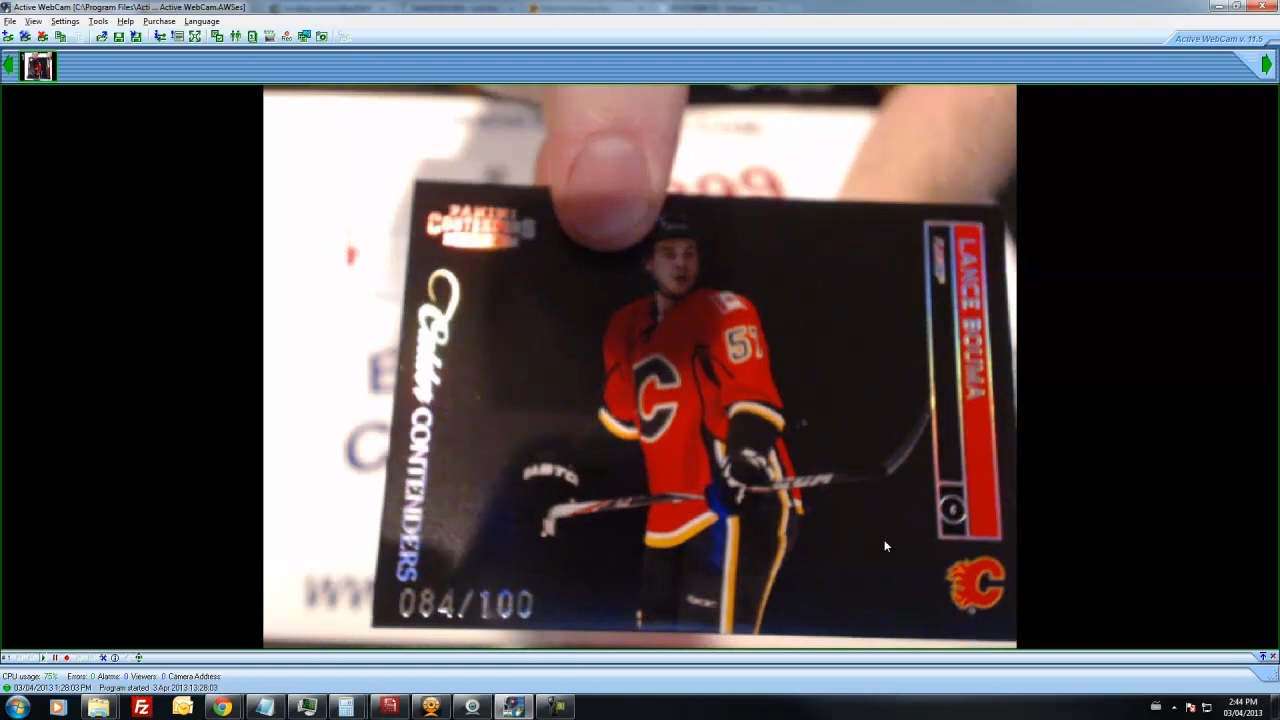 Active WebCam [C:\Program Files\Acti ... Active WebCam.AWSes]
File View Settings Tools Help Purchase Language
Rec
Active WebCam v. 11.5
PANINI
CONTENDERS
Calder CONTENDERS
084/100
57
C
LANCE BOUMA
C
# 1
CPU usage: 75% Errors: 0 Alarms: 0 Viewers: 0 Camera Address:
03/04/2013 1:28:03 PM Program started 3 Apr 2013 13:28:03
2:44 PM
03/04/2013